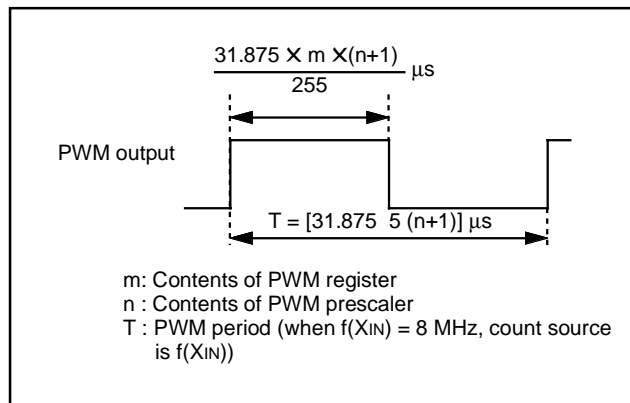 31.875 × m ×(n+1)
255
μs
PWM output
T = [31.875 5 (n+1)] μs
m: Contents of PWM register
n : Contents of PWM prescaler
T : PWM period (when f(XIN) = 8 MHz, count source
is f(XIN))